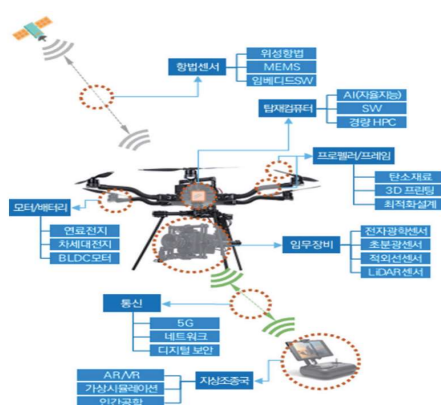 항법센서
위성항법
MEMS
임베디드SW
탑재컴퓨터
AI(자율지능)
SW
경량 HPC
프로펠러/프레임
탄소재료
3D 프린팅
최적화설계
모터/배터리
연료전지
차세대전지
BLDC모터
임무장비
전자광학센서
초분광센서
적외선센서
LiDAR센서
통신
5G
네트워크
디지털 보안
지상조종국
AR/VR
가상시뮬레이션
인간공학